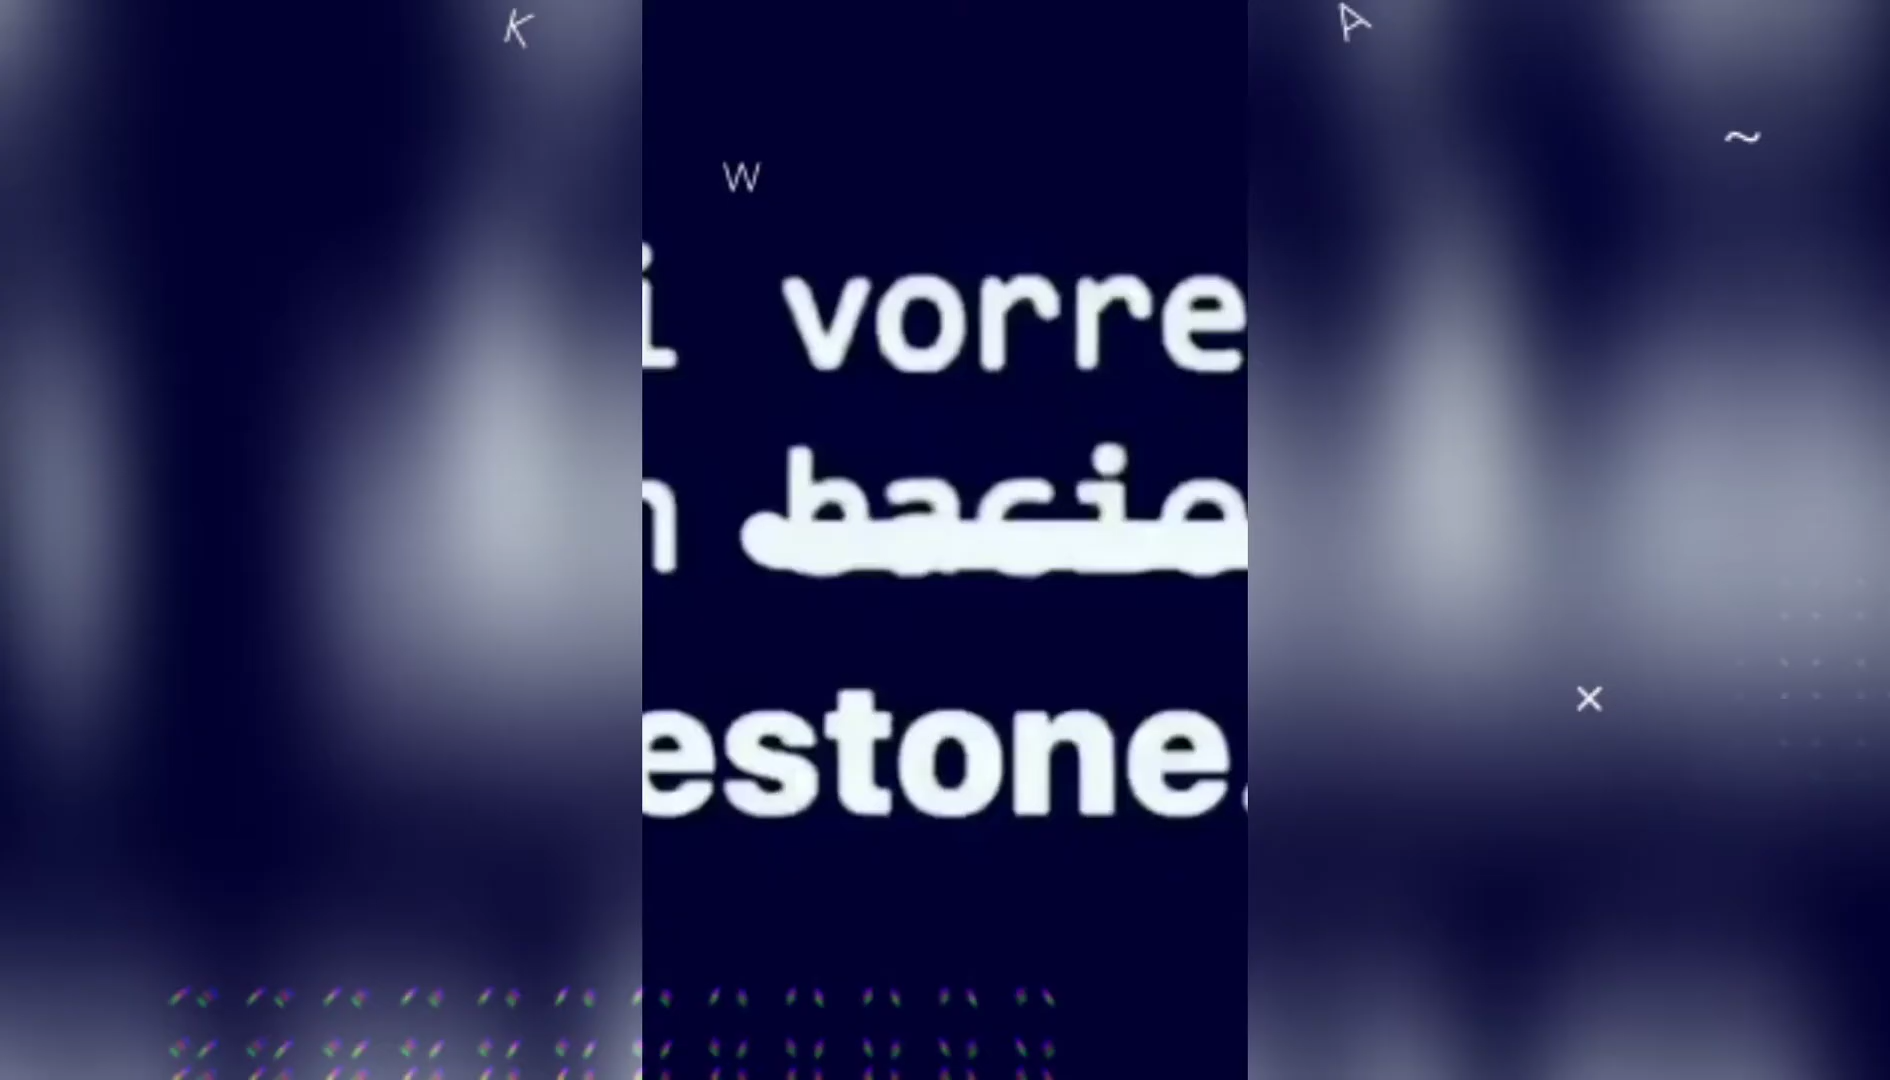 K
A
~
W
i vorre
n bacio
×
estone.